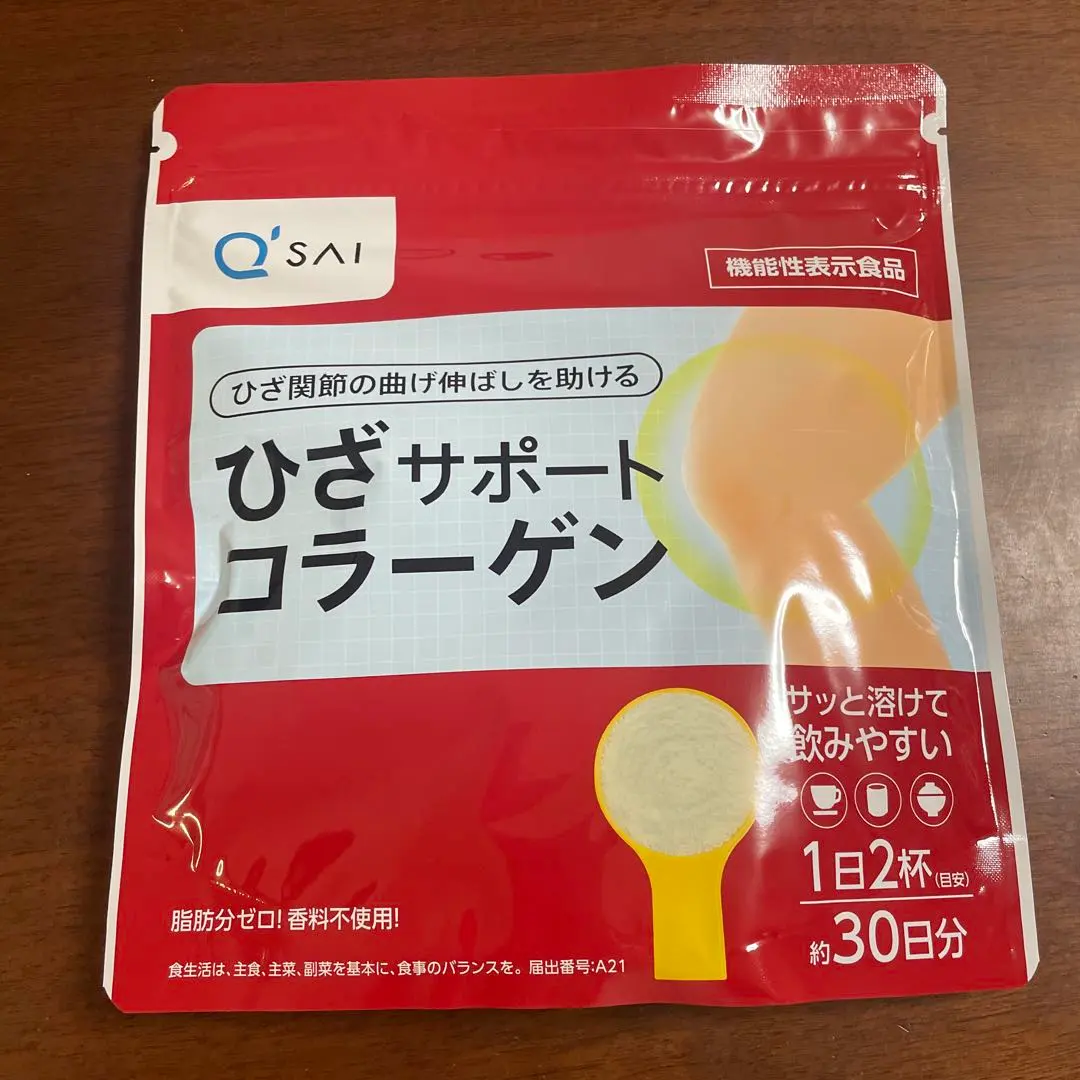 Q'SAI
機能性表示食品
ひざ関節の曲げ伸ばしを助ける
ひざサポート
コラーゲン
サッと溶けて
飲みやすい
1日2杯(目安)
約30日分
脂肪分ゼロ! 香料不使用!
食生活は、主食、主菜、副菜を基本に、食事のバランスを。 届出番号:A21